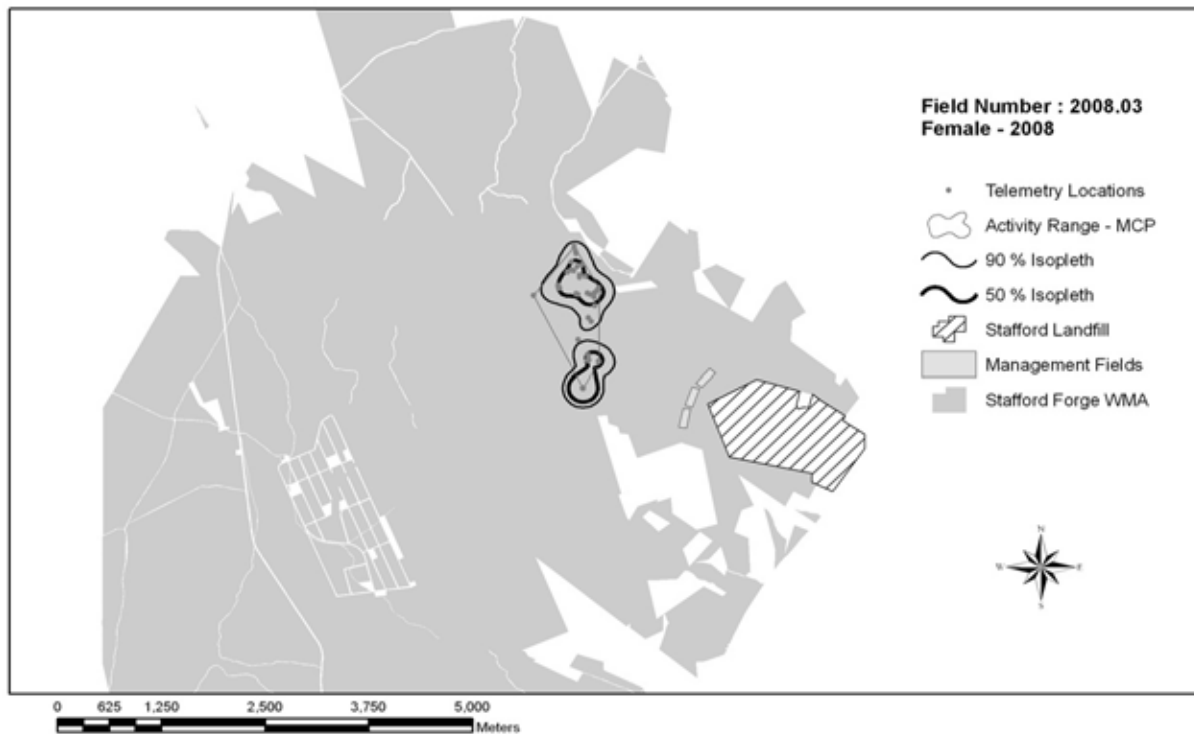 Field Number : 2008.03
Female - 2008
Telemetry Locations
Activity Range - MCP
90 % Isopleth
50 % Isopleth
Stafford Landfill
Management Fields
Stafford Forge WMA
N
W E
S
0 625 1,250 2,500 3,750 5,000
Meters